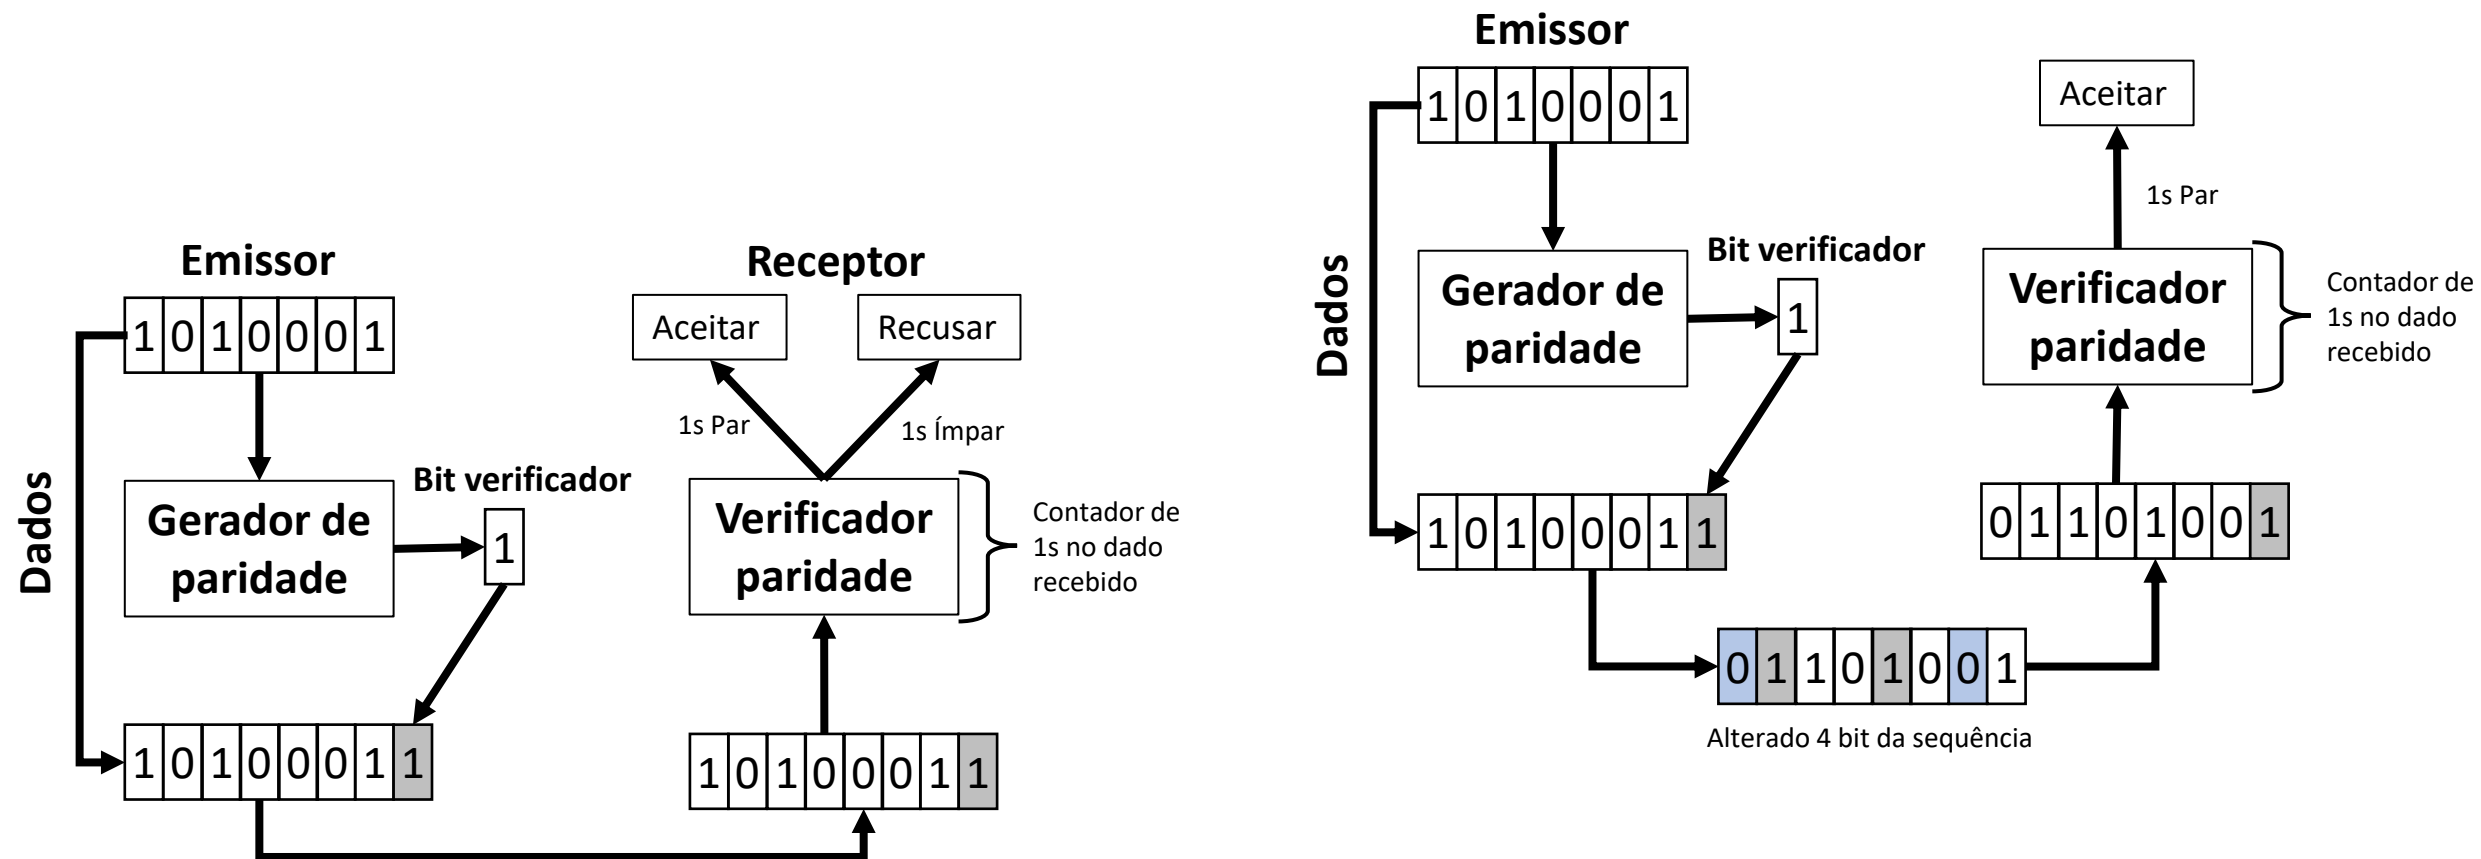 Emissor
1 0 1 0 0 0 1
Dados
Gerador de
paridade
Bit verificador
1
1 0 1 0 0 0 1 1
Receptor
Aceitar
Recusar
1s Par
1s Ímpar
Verificador
paridade
Contador de
1s no dado
recebido
1 0 1 0 0 0 1 1
Emissor
1 0 1 0 0 0 1
Dados
Gerador de
paridade
Bit verificador
1
1 0 1 0 0 0 1 1
0 1 1 0 1 0 0 1
Alterado 4 bit da sequência
Aceitar
1s Par
Verificador
paridade
Contador de
1s no dado
recebido
0 1 1 0 1 0 0 1